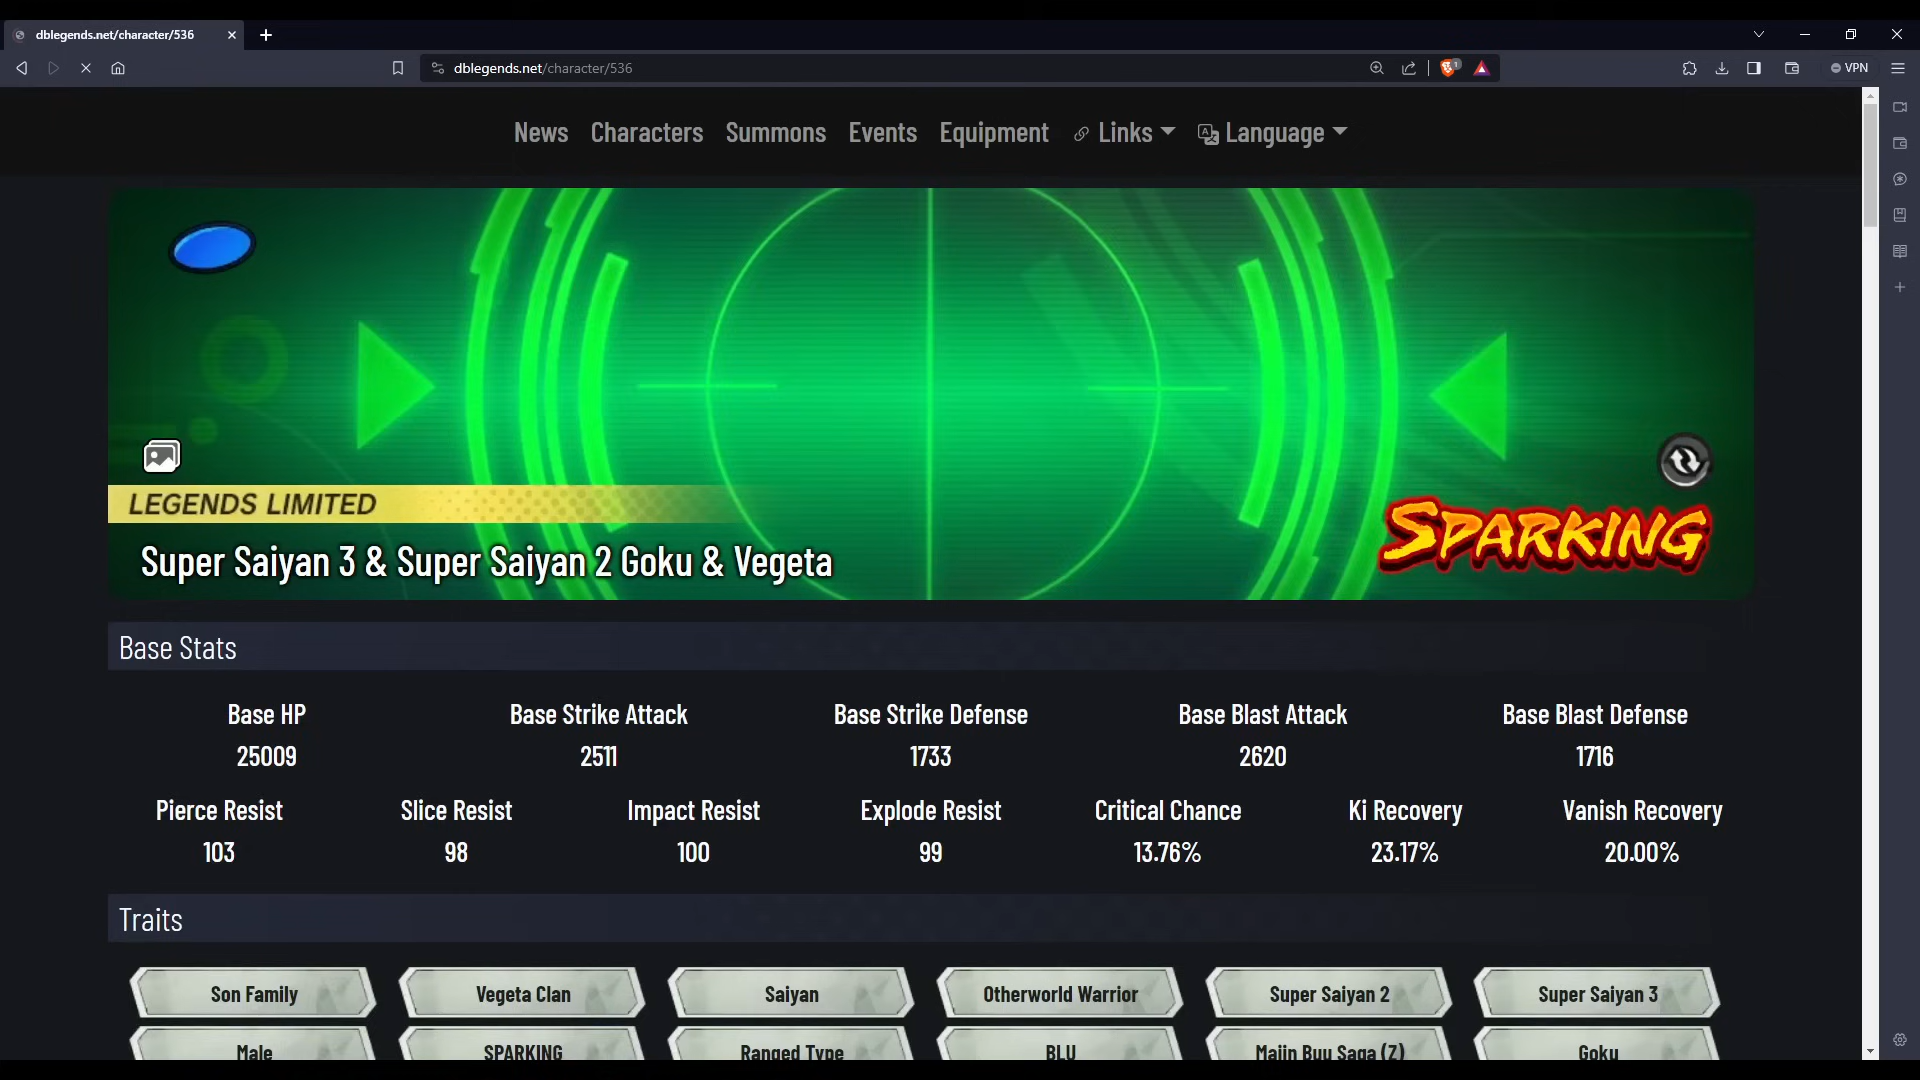 dblegends.net/character/536
dblegends.net/character/536
1
VPN
News Characters Summons Events Equipment Links Language
LEGENDS LIMITED
Super Saiyan 3 & Super Saiyan 2 Goku & Vegeta
SPARKING
Base Stats
Base HP Base Strike Attack Base Strike Defense Base Blast Attack Base Blast Defense
25009 2511 1733 2620 1716
Pierce Resist Slice Resist Impact Resist Explode Resist Critical Chance Ki Recovery Vanish Recovery
103 98 100 99 13.76% 23.17% 20.00%
Traits
Son Family Vegeta Clan Saiyan Otherworld Warrior Super Saiyan 2 Super Saiyan 3
Male SPARKING Ranged Type BLU Majin Buu Saga (Z) Goku